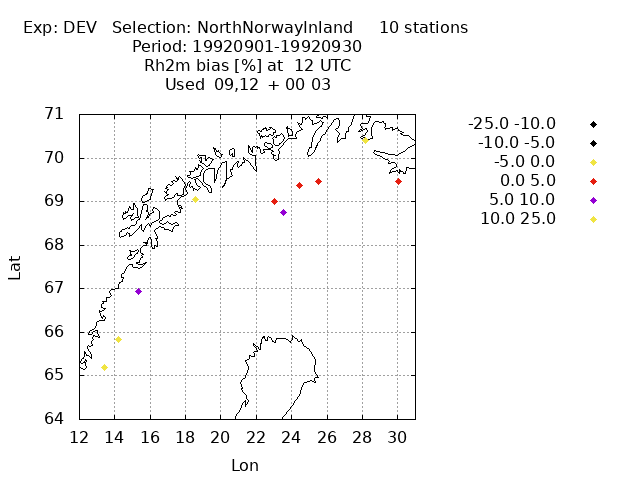 Exp: DEV Selection: NorthNorwayInland 10 stations
Period: 19920901-19920930
Rh2m bias [%] at 12 UTC
Used 09,12 + 00 03
-25.0 -10.0
-10.0 -5.0
-5.0 0.0
0.0 5.0
5.0 10.0
10.0 25.0
71
70
69
68
67
66
65
64
Lat
12 14 16 18 20 22 24 26 28 30
Lon